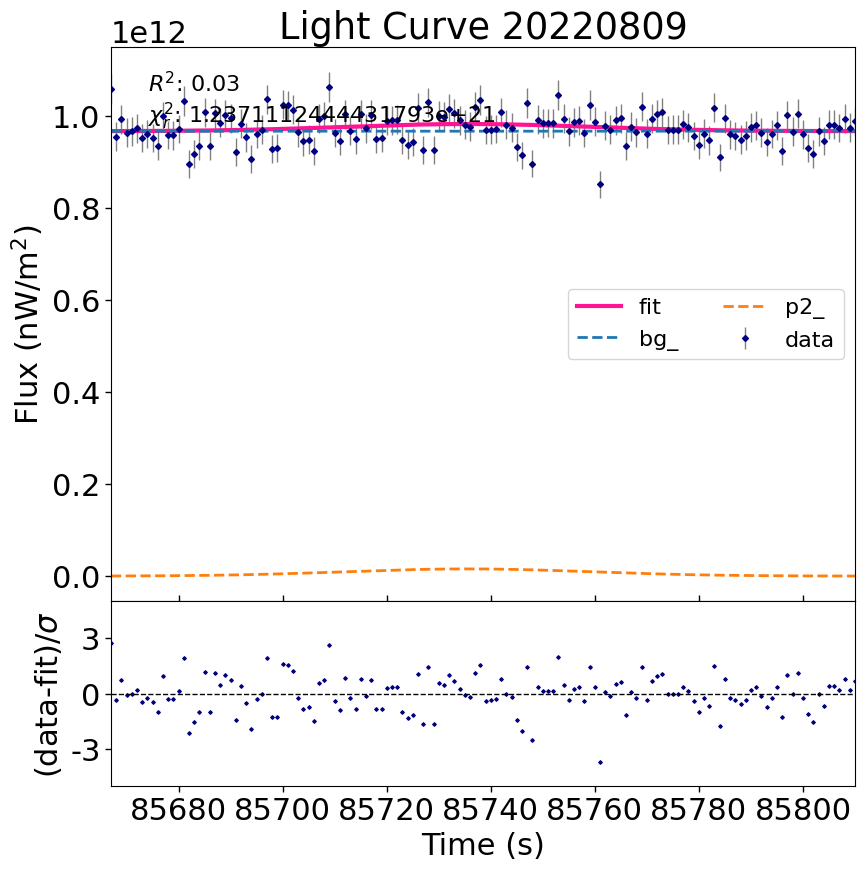 Light Curve 20220809
1e12
R²: 0.03
χ²ᵣ: 1.2371112444431793e+21
1.0
0.8
0.6
0.4
0.2
0.0
Flux (nW/m²)
fit
bg_
p2_
data
3
0
-3
(data-fit)/σ
85680 85700 85720 85740 85760 85780 85800
Time (s)